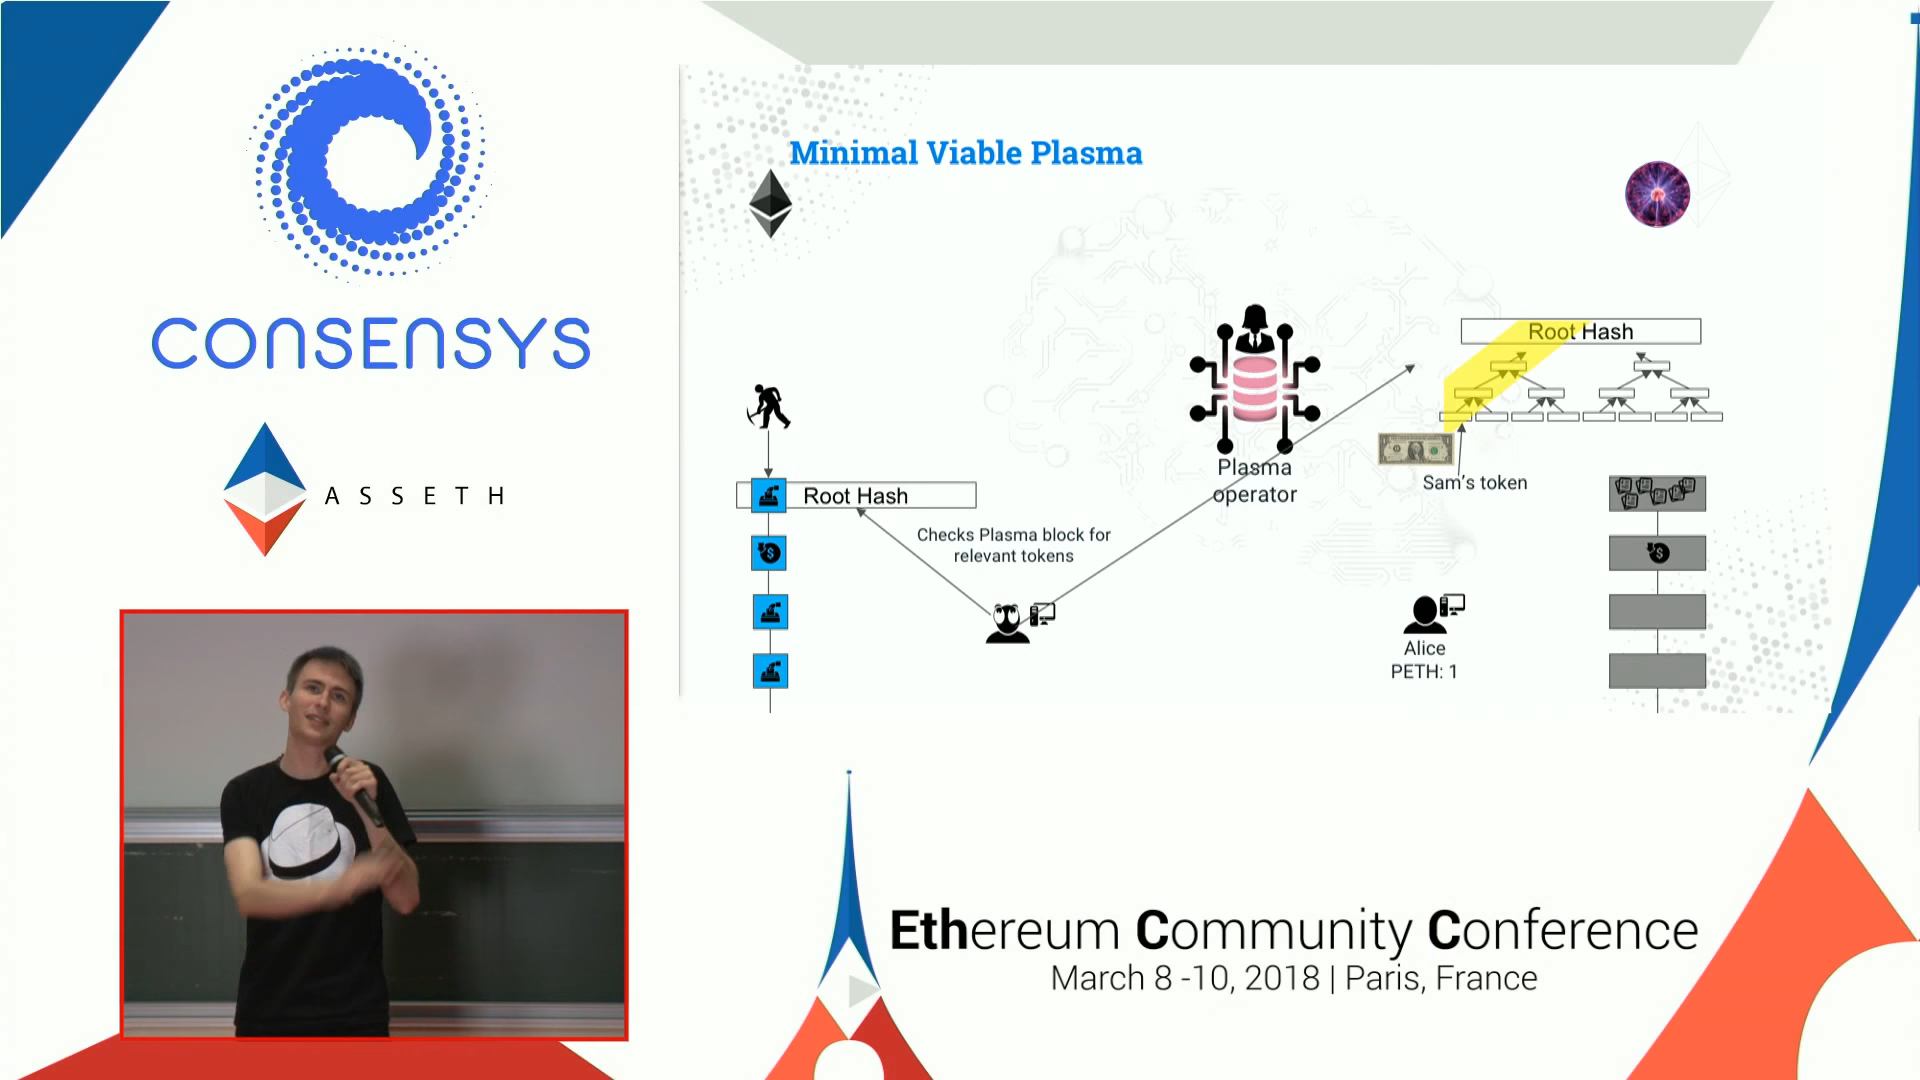 CONSENSYS
ASSETH
Minimal Viable Plasma
Root Hash
Plasma
operator
Sam's token
Root Hash
Checks Plasma block for
relevant tokens
Alice
PETH: 1
Ethereum Community Conference
March 8 -10, 2018 | Paris, France